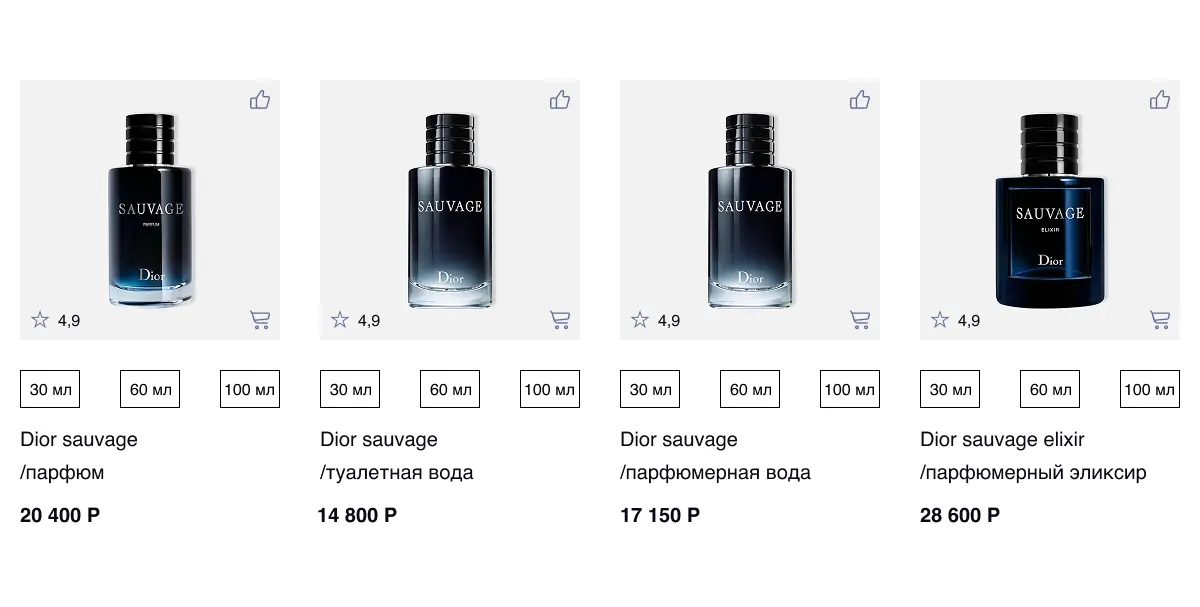 SAUVAGE
PARFUM
Dior
4,9
SAUVAGE
Dior
4,9
SAUVAGE
Dior
4,9
SAUVAGE
ELIXIR
Dior
4,9
30 мл 60 мл 100 мл
Dior sauvage
/парфюм
20 400 Р
30 мл 60 мл 100 мл
Dior sauvage
/туалетная вода
14 800 Р
30 мл 60 мл 100 мл
Dior sauvage
/парфюмерная вода
17 150 Р
30 мл 60 мл 100 мл
Dior sauvage elixir
/парфюмерный эликсир
28 600 Р